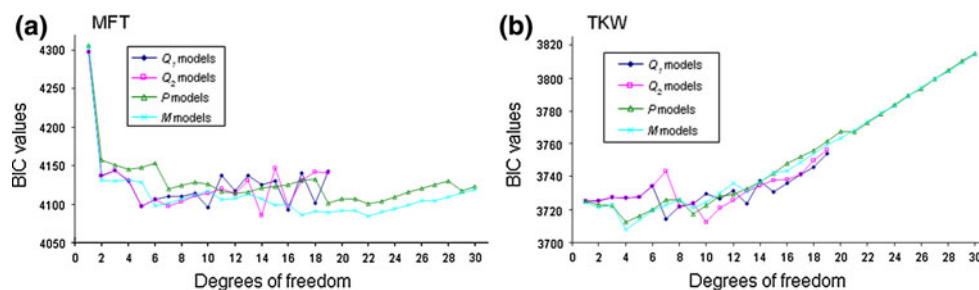 (a) MFT
BIC values
4300
4250
4200
4150
4100
4050
Q1 models
Q2 models
P models
M models
0 2 4 6 8 10 12 14 16 18 20 22 24 26 28 30
Degrees of freedom
(b) TKW
BIC values
3820
3800
3780
3760
3740
3720
3700
Q1 models
Q2 models
P models
M models
0 2 4 6 8 10 12 14 16 18 20 22 24 26 28 30
Degrees of freedom